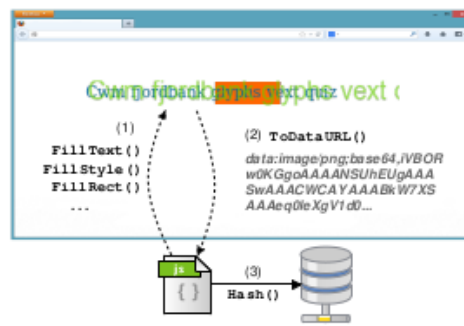 Cwm fjordbank glyphs vext quiz
(1)
FillText()
FillStyle()
FillRect()
...
(2) ToDataURL()
data:image/png;base64,iVBOR
w0KGgoAAAANSUhEUgAAA
SwAAACWCAYAAABkW7XS
AAAeq0leXgV1d0...
js
{ }
(3)
Hash()